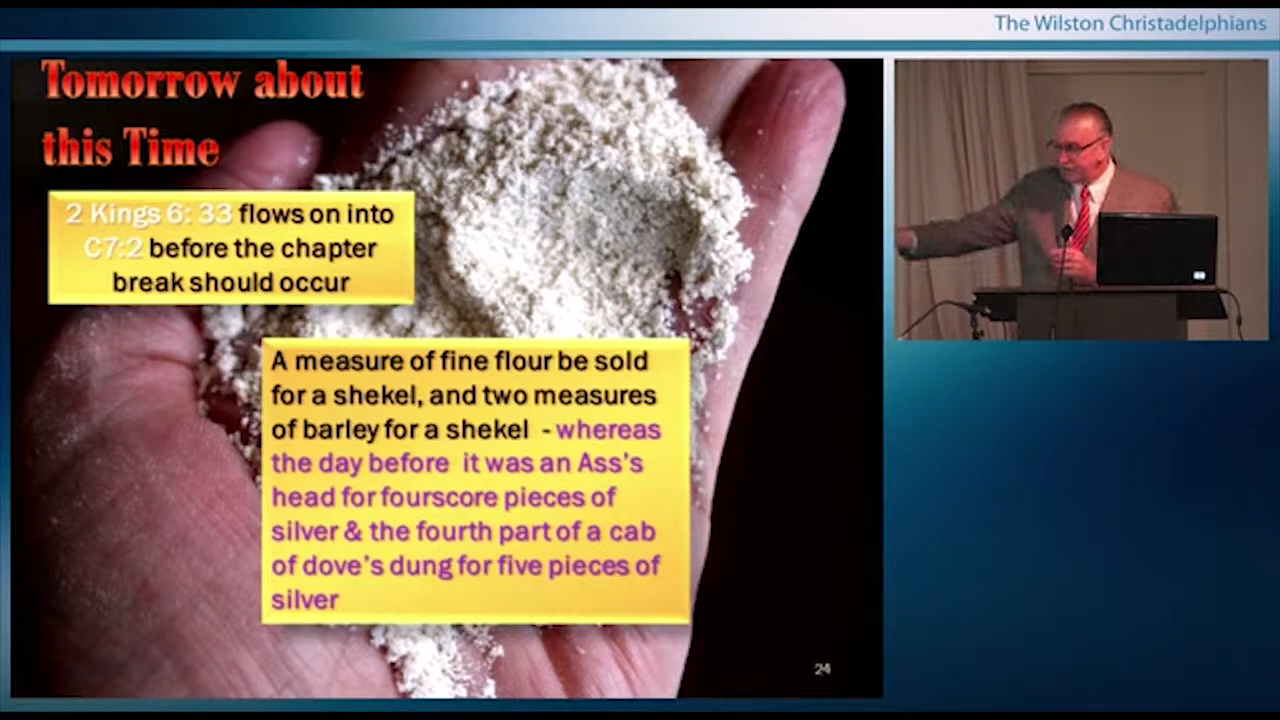 The Wilston Christadelphians
Tomorrow about
this Time
2 Kings 6: 33 flows on into
C7:2 before the chapter
break should occur
A measure of fine flour be sold
for a shekel, and two measures
of barley for a shekel - whereas
the day before it was an Ass's
head for fourscore pieces of
silver & the fourth part of a cab
of dove's dung for five pieces of
silver
24